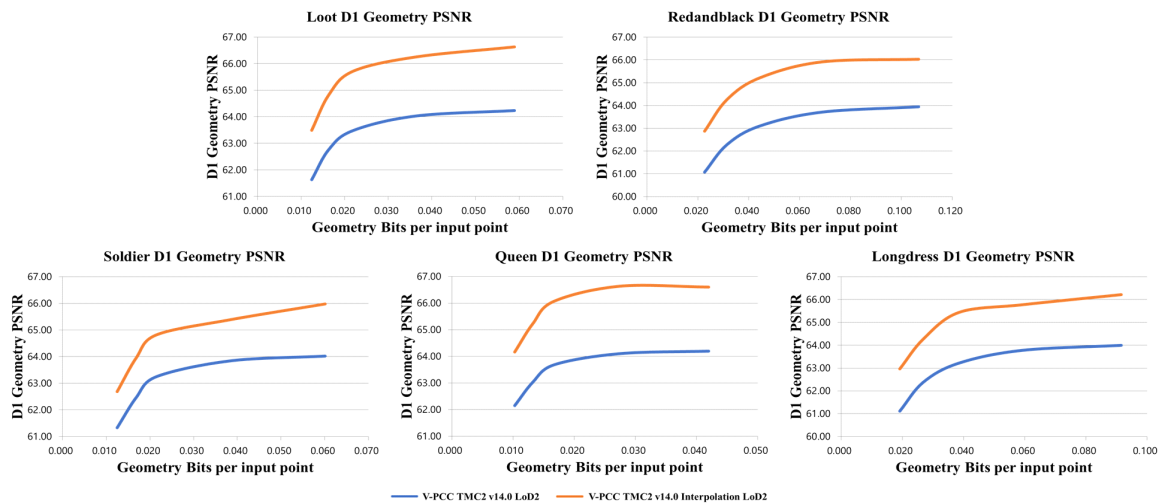 Loot D1 Geometry PSNR
D1 Geometry PSNR
67.00
66.00
65.00
64.00
63.00
62.00
61.00
0.000 0.010 0.020 0.030 0.040 0.050 0.060 0.070
Geometry Bits per input point
Redandblack D1 Geometry PSNR
D1 Geometry PSNR
67.00
66.00
65.00
64.00
63.00
62.00
61.00
60.00
0.000 0.020 0.040 0.060 0.080 0.100 0.120
Geometry Bits per input point
Soldier D1 Geometry PSNR
D1 Geometry PSNR
67.00
66.00
65.00
64.00
63.00
62.00
61.00
0.000 0.010 0.020 0.030 0.040 0.050 0.060 0.070
Geometry Bits per input point
Queen D1 Geometry PSNR
D1 Geometry PSNR
67.00
66.00
65.00
64.00
63.00
62.00
61.00
0.000 0.010 0.020 0.030 0.040 0.050
Geometry Bits per input point
Longdress D1 Geometry PSNR
D1 Geometry PSNR
67.00
66.00
65.00
64.00
63.00
62.00
61.00
60.00
0.000 0.020 0.040 0.060 0.080 0.100
Geometry Bits per input point
V-PCC TMC2 v14.0 LoD2 V-PCC TMC2 v14.0 Interpolation LoD2